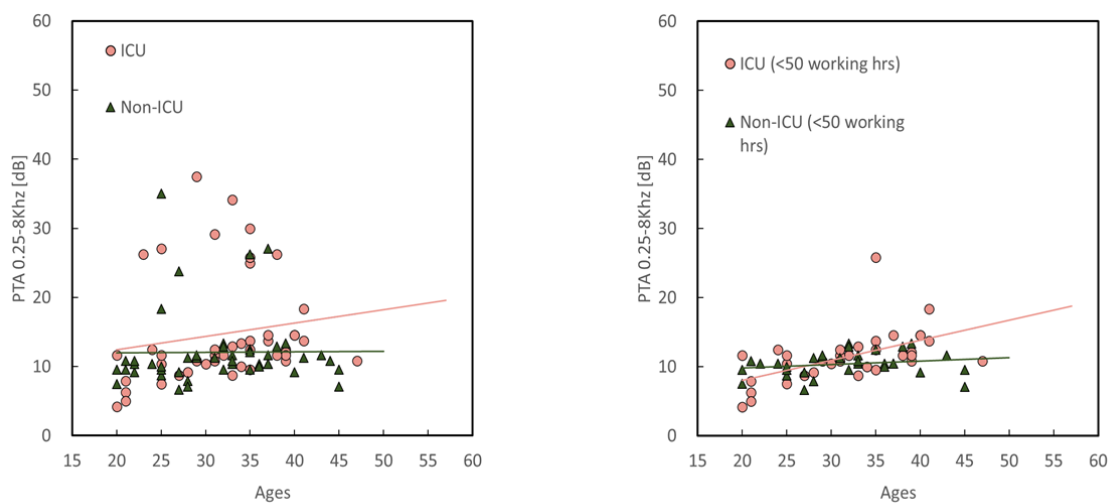 60
50
40
30
20
10
0
PTA 0.25-8Khz [dB]
ICU
Non-ICU
15 20 25 30 35 40 45 50 55 60
Ages
60
50
40
30
20
10
0
PTA 0.25-8Khz [dB]
ICU (<50 working hrs)
Non-ICU (<50 working
hrs)
15 20 25 30 35 40 45 50 55 60
Ages